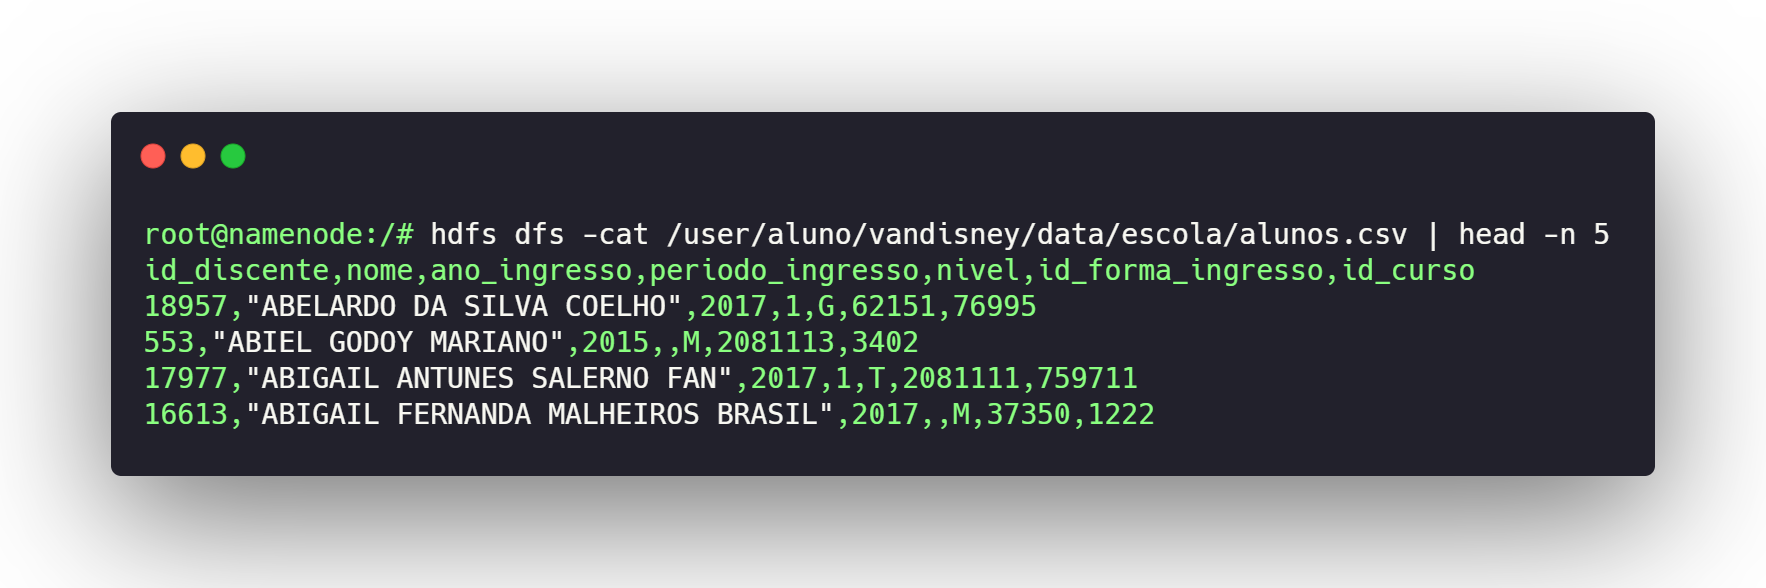 root@namenode:/# hdfs dfs -cat /user/aluno/vandisney/data/escola/alunos.csv | head -n 5
id_discente,nome,ano_ingresso,periodo_ingresso,nivel,id_forma_ingresso,id_curso
18957,"ABELARDO DA SILVA COELHO",2017,1,G,62151,76995
553,"ABIEL GODOY MARIANO",2015,,M,2081113,3402
17977,"ABIGAIL ANTUNES SALERNO FAN",2017,1,T,2081111,759711
16613,"ABIGAIL FERNANDA MALHEIROS BRASIL",2017,,M,37350,1222